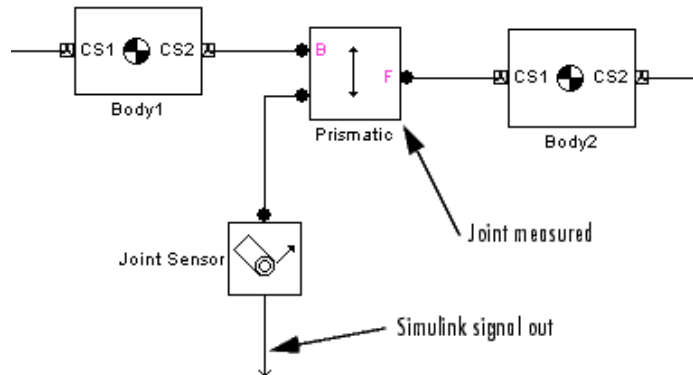 CS1 CS2
Body1
B
F
Prismatic
CS1 CS2
Body2
Joint measured
Joint Sensor
Simulink signal out